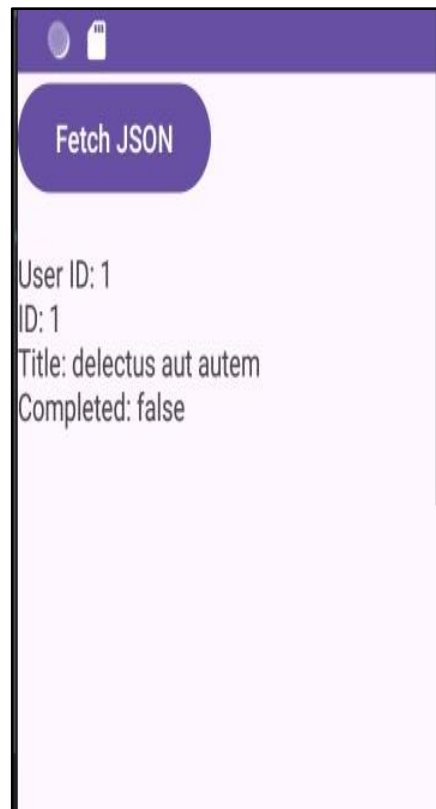 Fetch JSON
User ID: 1
ID: 1
Title: delectus aut autem
Completed: false